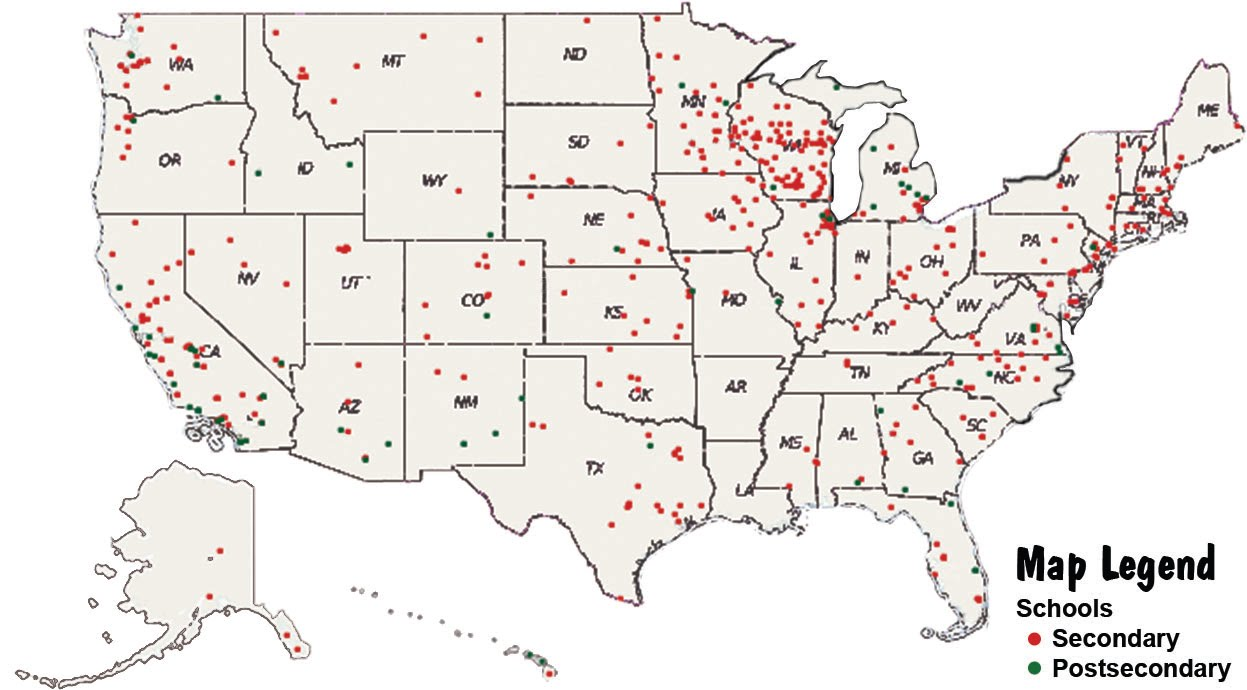 WA
MT
ND
MN
ME
OR
ID
SD
WI
MI
VT
NH
NY
MA
RI
CT
WY
NE
IA
PA
NV
UT
CO
IL
IN
OH
KS
MO
WV
KY
VA
CA
AZ
NM
OK
AR
TN
NC
SC
TX
MS
AL
GA
LA
Map Legend
Schools
Secondary
Postsecondary